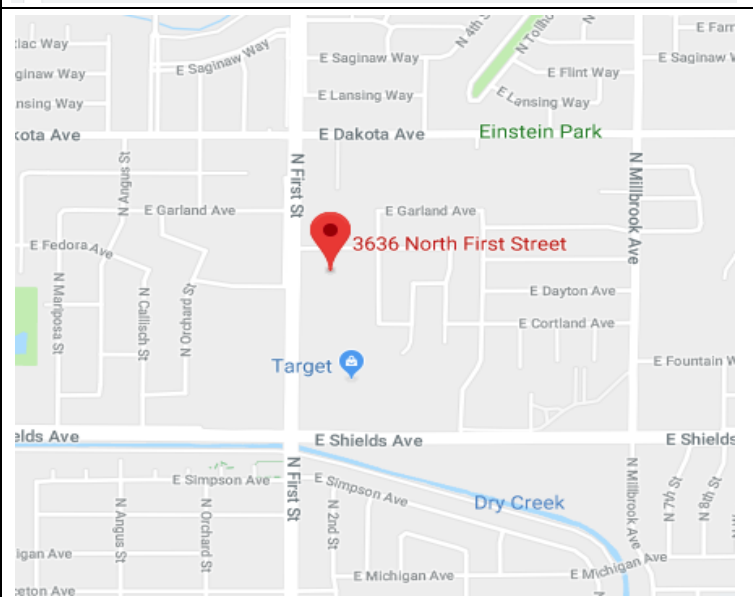 N 4th S
N Tollho
N
E Farr
tlac Way
E Saginaw Way
E Saginaw Way
E Saginaw W
ginaw Way
E Flint Way
nsing Way
E Lansing Way
E Lansing Way
kota Ave
E Dakota Ave
Einstein Park
N Angus St
N First St
N Millbrook Ave
E Garland Ave
E Garland Ave
E Fedora Ave
3636 North First Street
N Mariposa St
N Callisch St
N Orchard St
E Dayton Ave
E Cortland Ave
Target
E Fountain W
elds Ave
E Shields Ave
E Shields
E Simpson Ave
N First St
E Simpson Ave
N Angus St
N Orchard St
N 2nd St
Dry Creek
N Millbrook Ave
N 7th St
N 8th St
igan Ave
E Michigan Ave
E Michigan Ave
ceton Ave
N